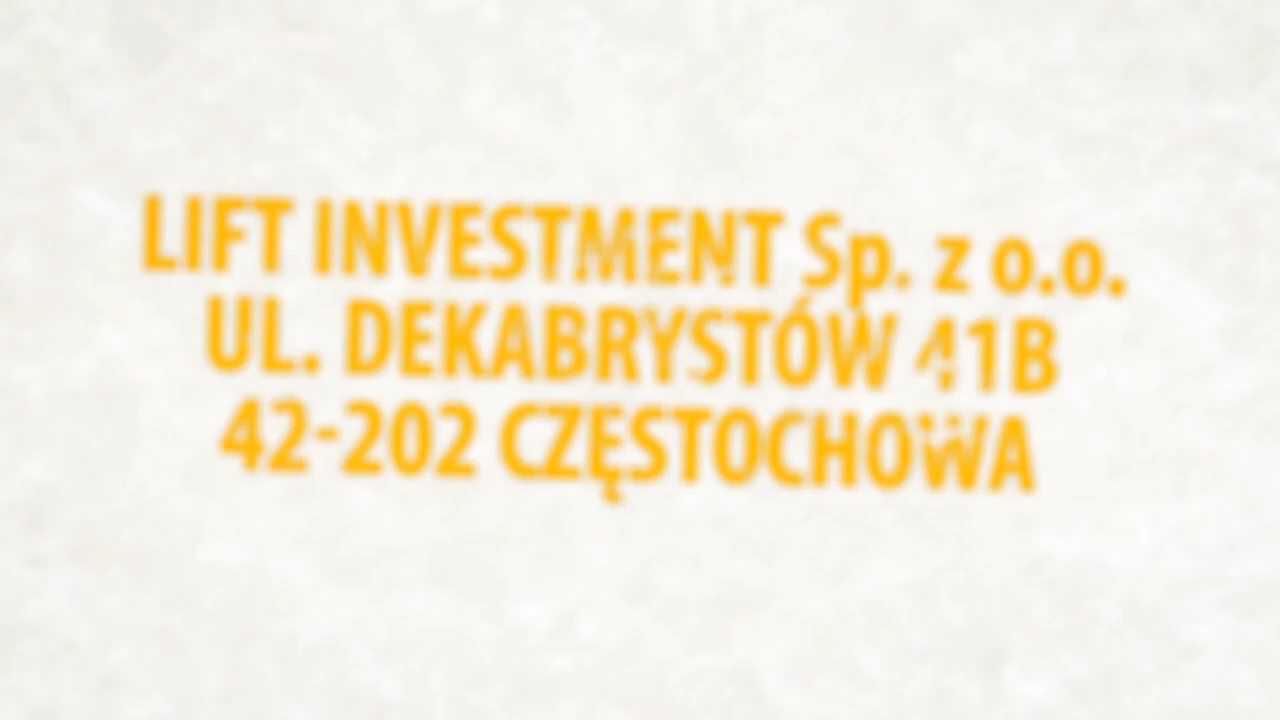 LIFT INVESTMENT Sp. z o.o.
UL. DEKABRYSTÓW 41B
42-202 CZĘSTOCHOWA